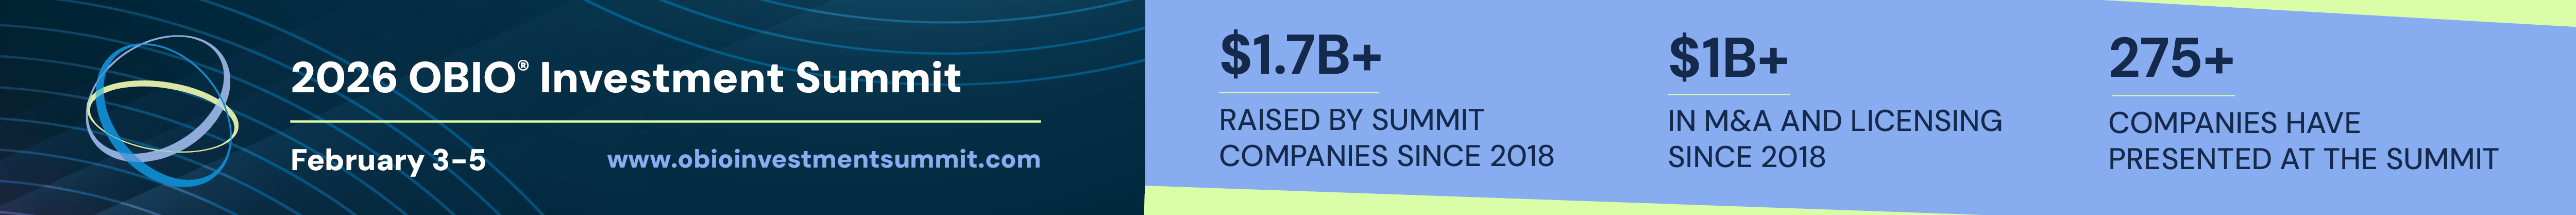 2026 OBIO® Investment Summit
February 3-5
www.obioinvestmentsummit.com
$1.7B+
RAISED BY SUMMIT
COMPANIES SINCE 2018
$1B+
IN M&A AND LICENSING
SINCE 2018
275+
COMPANIES HAVE
PRESENTED AT THE SUMMIT